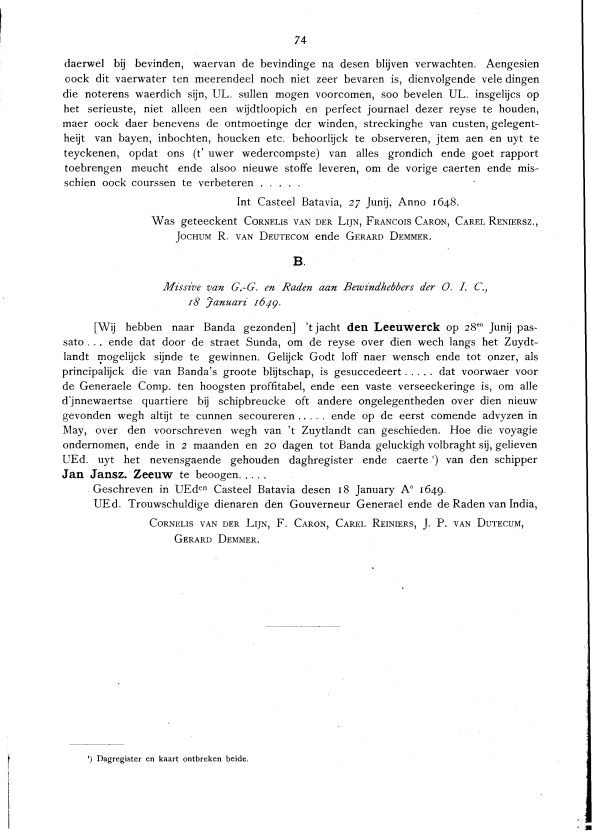 74
daerwel bij bevinden, waervan de bevindinge na desen blijven verwachten. Aengesien
oock dit vaerwater ten meerendeel noch niet zeer bevaren is, dienvolgende vele dingen
die noterens waerdich sijn, UL. sullen mogen voorcomen, soo bevelen UL. insgelijcs op
het serieuste, niet alleen een wijdtloopich en perfect journael dezer reyse te houden,
maer oock daer benevens de ontmoetinge der winden, streckinghe van custen, gelegent-
heijt van bayen, inbochten, houcken etc. behoorlijck te observeren, jtem aen en uyt te
teyckenen, opdat ons (t' uwer wedercompste) van alles grondich ende goet rapport
toebrengen meucht ende alsoo nieuwe stoffe leveren, om de vorige caerten ende mis-
schien oock courssen te verbeteren . . . . .
Int Casteel Batavia, 27 Junij, Anno 1648.
Was geteeckent Cornelis van der Lijn, Francois Caron, Carel Reniersz.,
Jochum R. van Deutecom ende Gerard Demmer.
B.
Missive van G.-G. en Raden aan Bewindhebbers der O. I. C.,
18 Januari 1649.
[Wij hebben naar Banda gezonden] 't jacht den Leeuwerck op 28en Junij pas-
sato . . . ende dat door de straet Sunda, om de reyse over dien wech langs het Zuydt-
landt mogelijck sijnde te gewinnen. Gelijck Godt loff naer wensch ende tot onzer, als
principalijck die van Banda's groote blijtschap, is gesuccedeert . . . . . dat voorwaer voor
de Generaele Comp. ten hoogsten proffitabel, ende een vaste verseeckeringe is, om alle
d'jnnewaertse quartiere bij schipbreucke oft andere ongelegentheden over dien nieuw
gevonden wegh altijt te cunnen secoureren . . . . . ende op de eerst comende advyzen in
May, over den voorschreven wegh van 't Zuytlandt can geschieden. Hoe die voyagie
ondernomen, ende in 2 maanden en 20 dagen tot Banda geluckigh volbraght sij, gelieven
UEd. uyt het nevensgaende gehouden daghregister ende caerte ¹) van den schipper
Jan Jansz. Zeeuw te beoogen. . . . .
Geschreven in UEden Casteel Batavia desen 18 January A° 1649.
UEd. Trouwschuldige dienaren den Gouverneur Generael ende de Raden van India,
Cornelis van der Lijn, F. Caron, Carel Reiniers, J. P. van Dutecum,
Gerard Demmer.
¹) Dagregister en kaart ontbreken beide.